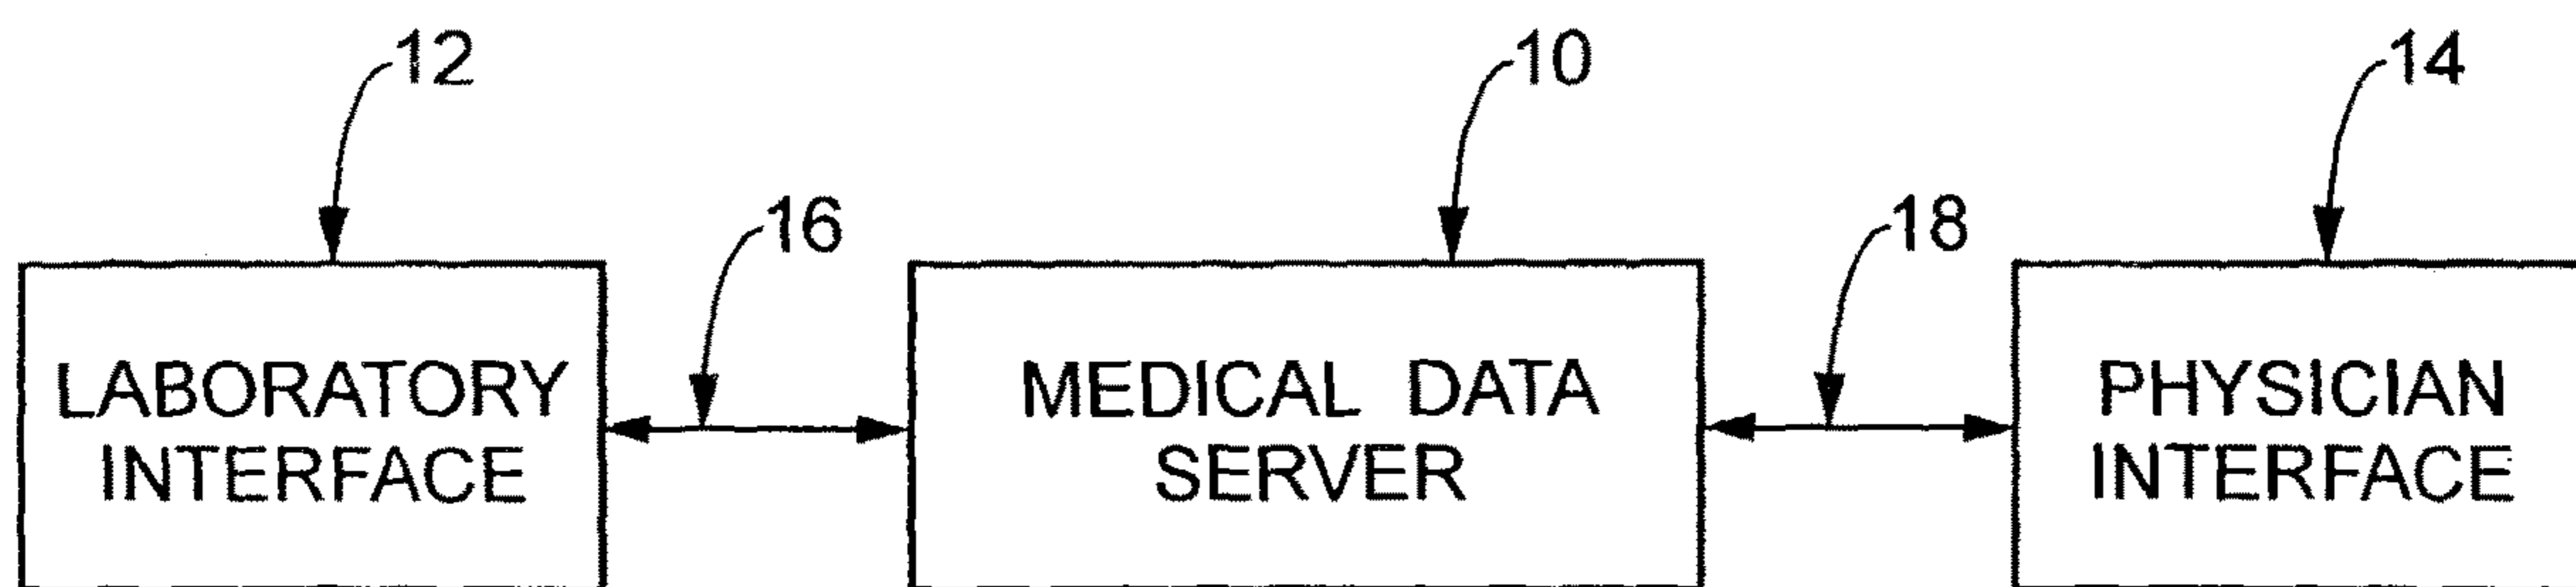 12
10
14
16
18
LABORATORY
INTERFACE
MEDICAL DATA
SERVER
PHYSICIAN
INTERFACE